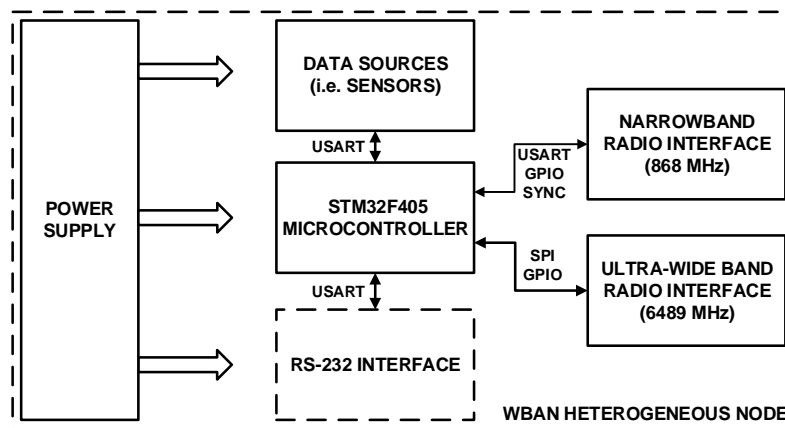 DATA SOURCES
(i.e. SENSORS)
USART
NARROWBAND
RADIO INTERFACE
(868 MHz)
USART
GPIO
SYNC
POWER
SUPPLY
STM32F405
MICROCONTROLLER
SPI
GPIO
ULTRA-WIDE BAND
RADIO INTERFACE
(6489 MHz)
USART
RS-232 INTERFACE
WBAN HETEROGENEOUS NODE